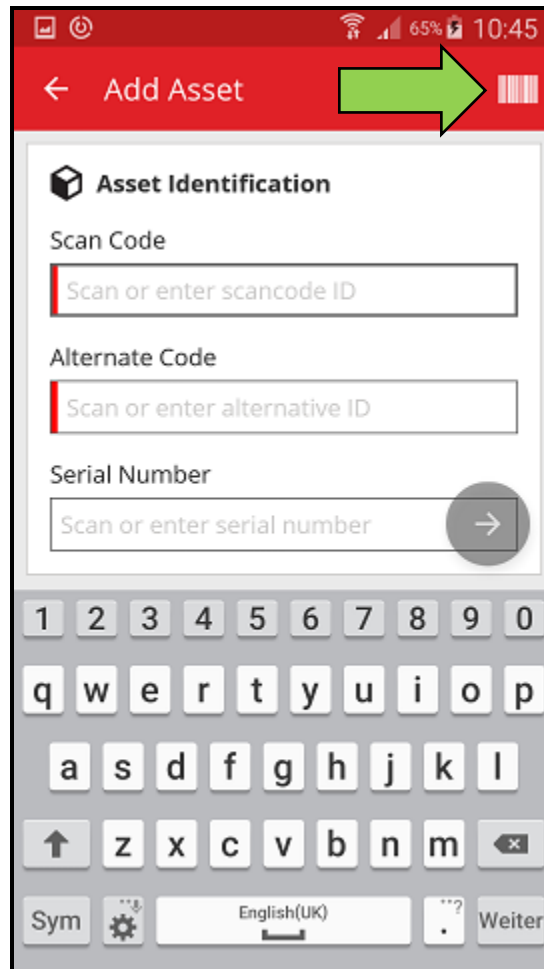 65% 10:45
Add Asset
Asset Identification
Scan Code
Scan or enter scancode ID
Alternate Code
Scan or enter alternative ID
Serial Number
Scan or enter serial number
1 2 3 4 5 6 7 8 9 0
q w e r t y u i o p
a s d f g h j k l
z x c v b n m
Sym English(UK) . ? Weiter